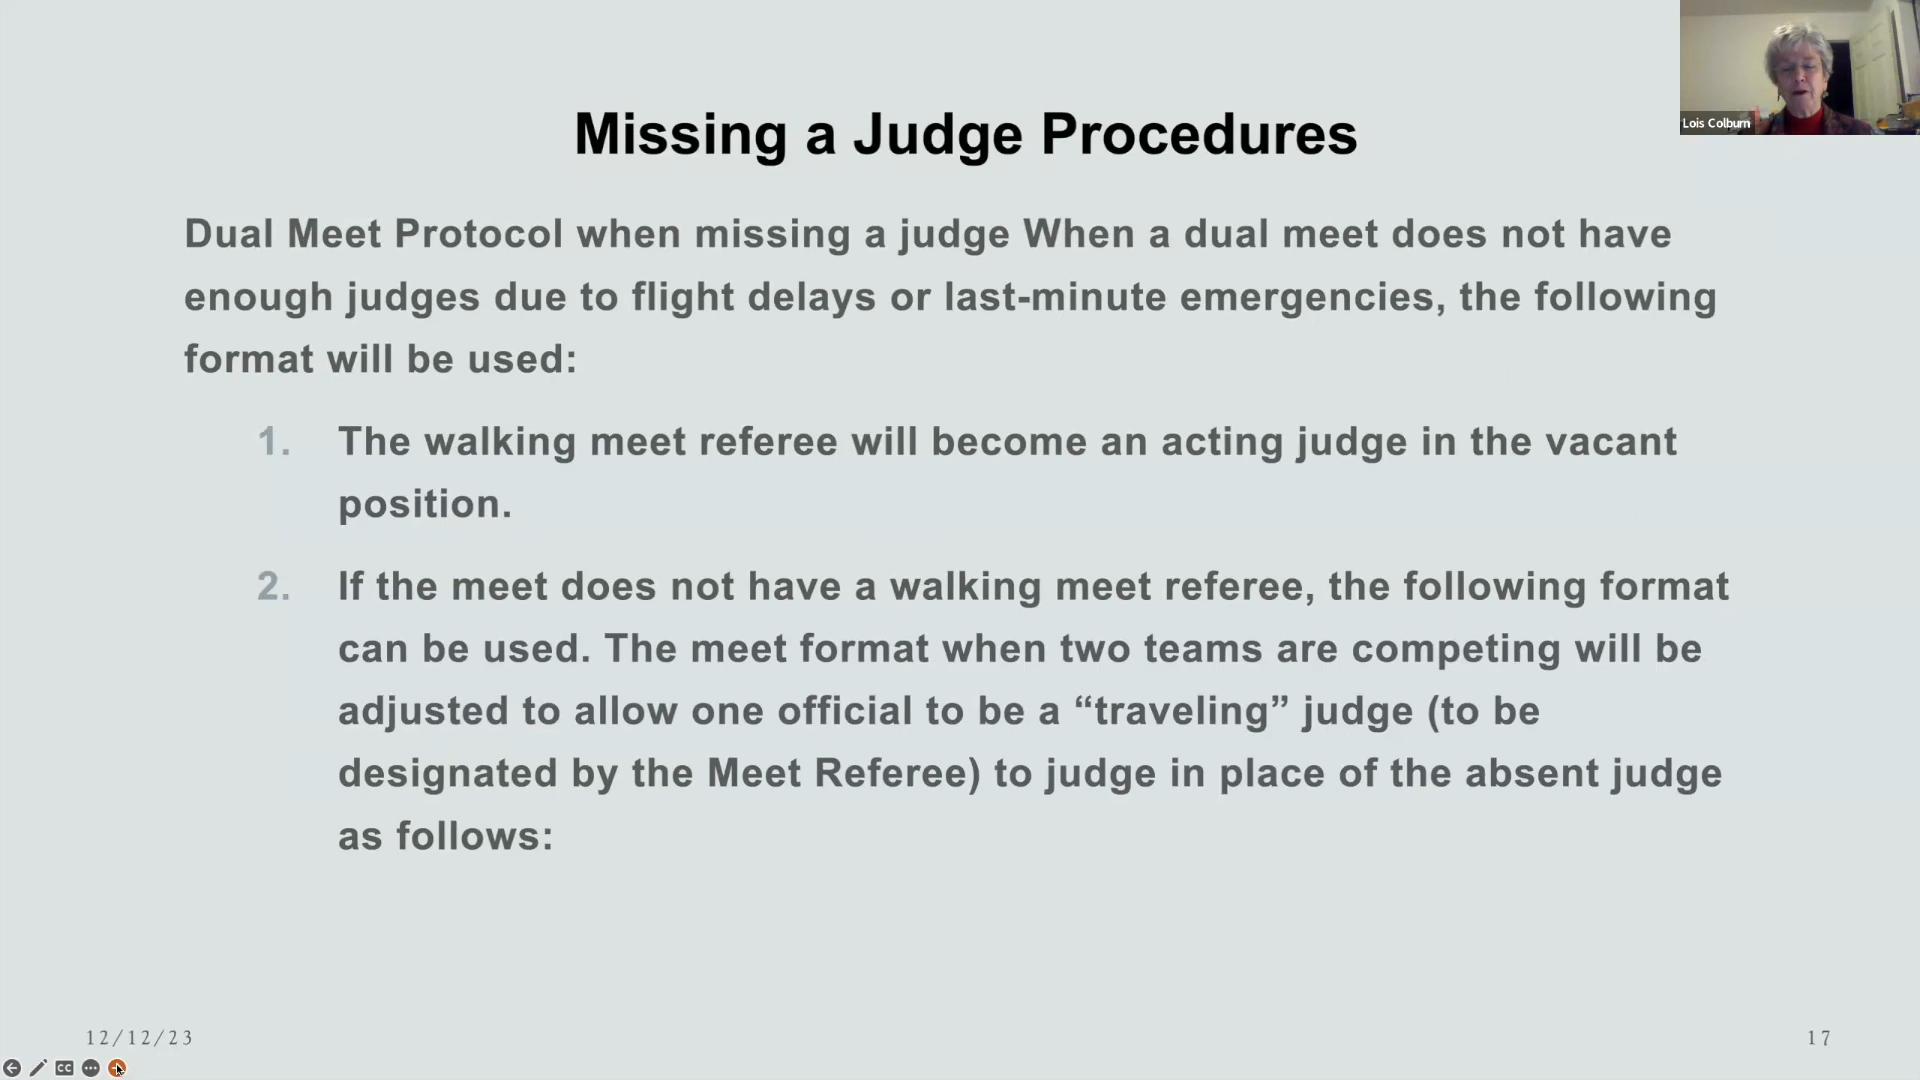 Lois Colburn
Missing a Judge Procedures
Dual Meet Protocol when missing a judge When a dual meet does not have
enough judges due to flight delays or last-minute emergencies, the following
format will be used:
1. The walking meet referee will become an acting judge in the vacant
position.
2. If the meet does not have a walking meet referee, the following format
can be used. The meet format when two teams are competing will be
adjusted to allow one official to be a “traveling” judge (to be
designated by the Meet Referee) to judge in place of the absent judge
as follows:
12/12/23
17
CC